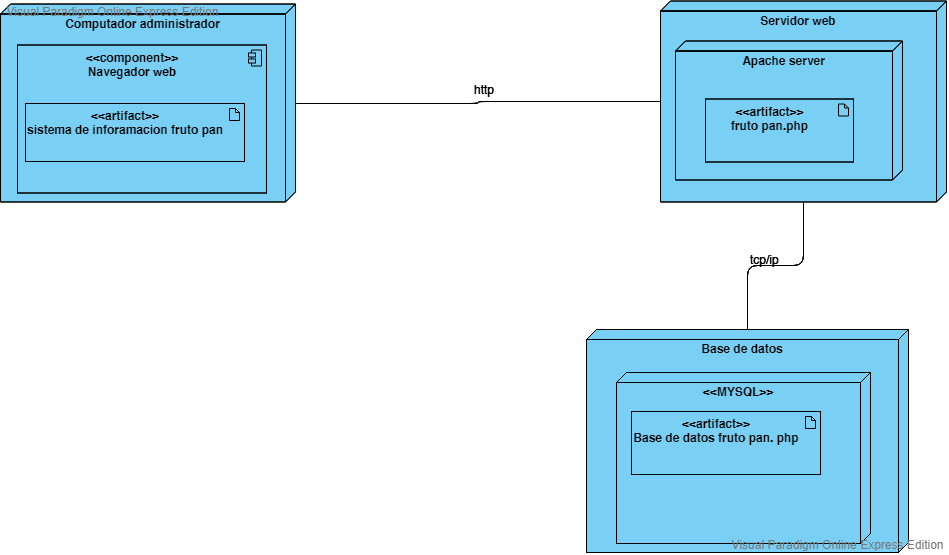 Visual Paradigm Online Express Edition
Computador administrador
<<component>>
Navegador web
<<artifact>>
sistema de inforamacion fruto pan
http
Servidor web
Apache server
<<artifact>>
fruto pan.php
tcp/ip
Base de datos
<<MYSQL>>
<<artifact>>
Base de datos fruto pan. php
Visual Paradigm Online Express Edition